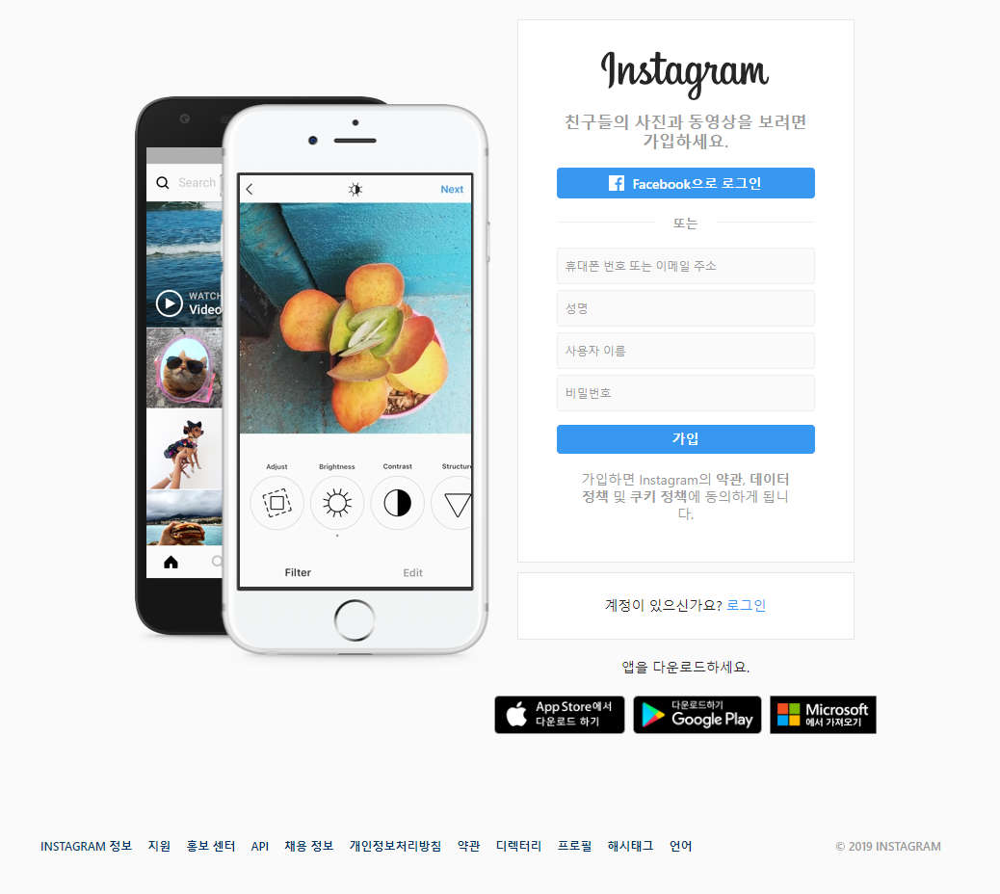 Search
WATCH
Video
Next
Adjust
Brightness
Contrast
Structure
Filter
Edit
Instagram
친구들의 사진과 동영상을 보려면
가입하세요.
Facebook으로 로그인
또는
휴대폰 번호 또는 이메일 주소
성명
사용자 이름
비밀번호
가입
가입하면 Instagram의 약관, 데이터
정책 및 쿠키 정책에 동의하게 됩니
다.
계정이 있으신가요? 로그인
앱을 다운로드하세요.
App Store에서
다운로드 하기
다운로드하기
Google Play
Microsoft
에서 가져오기
INSTAGRAM 정보 지원 홍보 센터 API 채용 정보 개인정보처리방침 약관 디렉터리 프로필 해시태그 언어
© 2019 INSTAGRAM